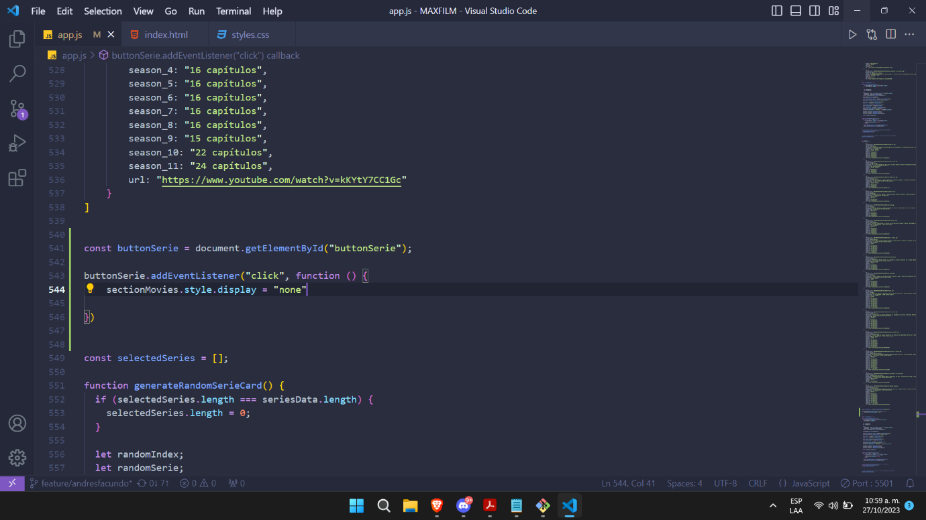 File Edit Selection View Go Run Terminal Help
app.js - MAXFILM - Visual Studio Code
app.js M
index.html
styles.css
app.js > buttonSerie.addEventListener("click") callback
528 season_4: "16 capítulos",
529 season_5: "16 capítulos",
530 season_6: "16 capítulos",
531 season_7: "16 capítulos",
532 season_8: "16 capítulos",
533 season_9: "15 capítulos",
534 season_10: "22 capítulos",
535 season_11: "24 capítulos",
536 url: "https://www.youtube.com/watch?v=kKYtY7CC1Gc"
537 }
538 ]
539
540
541 const buttonSerie = document.getElementById("buttonSerie");
542
543 buttonSerie.addEventListener("click", function () {
544 sectionMovies.style.display = "none"
545
546 })
547
548
549 const selectedSeries = [];
550
551 function generateRandomSerieCard() {
552 if (selectedSeries.length === seriesData.length) {
553 selectedSeries.length = 0;
554 }
555
556 let randomIndex;
557 let randomSerie;
1
feature/andresfacundo* 0↓ 7↑ 0 0 0
Ln 544, Col 41 Spaces: 4 UTF-8 CRLF {} JavaScript Port : 5501
ESP
LAA
10:59 a. m.
27/10/2023